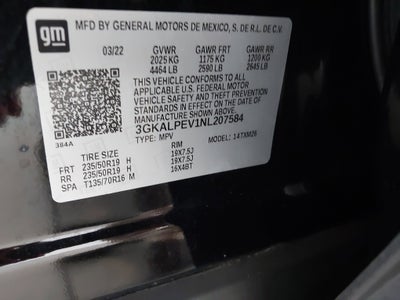 gm
MFD BY GENERAL MOTORS DE MEXICO, S. DE R.L. DE C.V.
03/22 GVWR GAWR FRT GAWR RR
2025 KG 1175 KG 1200 KG
4464 LB 2590 LB 2645 LB
THIS VEHICLE CONFORMS TO ALL
APPLICABLE U.S. FEDERAL MOTOR
VEHICLE SAFETY AND THEFT PREVENTION
STANDARDS IN EFFECT ON THE DATE OF
MANUFACTURE SHOWN ABOVE.
3GKALPEV1NL207584
384A TYPE: MPV MODEL: 14TXM26
TIRE SIZE RIM
FRT 235/50R19 H 19X7.5J
RR 235/50R19 H 19X7.5J
SPA T135/70R16 M 16X4BT